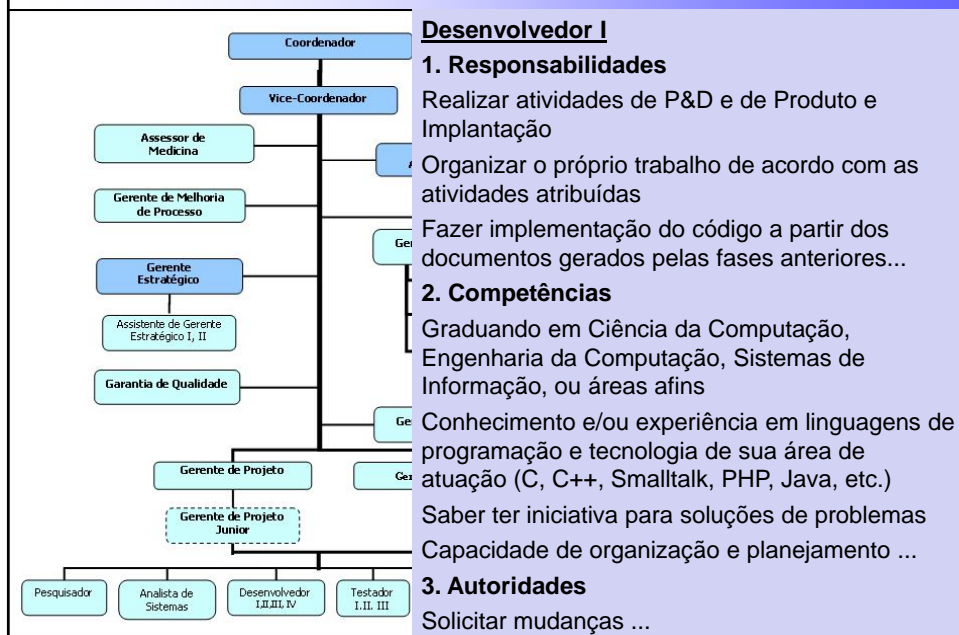 Coordenador
Vice-Coordenador
Assessor de
Medicina
Gerente de Melhoria
de Processo
Gerente
Estratégico
Assistente de Gerente
Estratégico I, II
Garantia de Qualidade
Gerente de Projeto
Gerente de Projeto
Junior
Pesquisador
Analista de
Sistemas
Desenvolvedor
I,II,III, IV
Testador
I.II. III
Desenvolvedor I
1. Responsabilidades
Realizar atividades de P&D e de Produto e
Implantação
Organizar o próprio trabalho de acordo com as
atividades atribuídas
Fazer implementação do código a partir dos
documentos gerados pelas fases anteriores...
2. Competências
Graduando em Ciência da Computação,
Engenharia da Computação, Sistemas de
Informação, ou áreas afins
Conhecimento e/ou experiência em linguagens de
programação e tecnologia de sua área de
atuação (C, C++, Smalltalk, PHP, Java, etc.)
Saber ter iniciativa para soluções de problemas
Capacidade de organização e planejamento ...
3. Autoridades
Solicitar mudanças ...